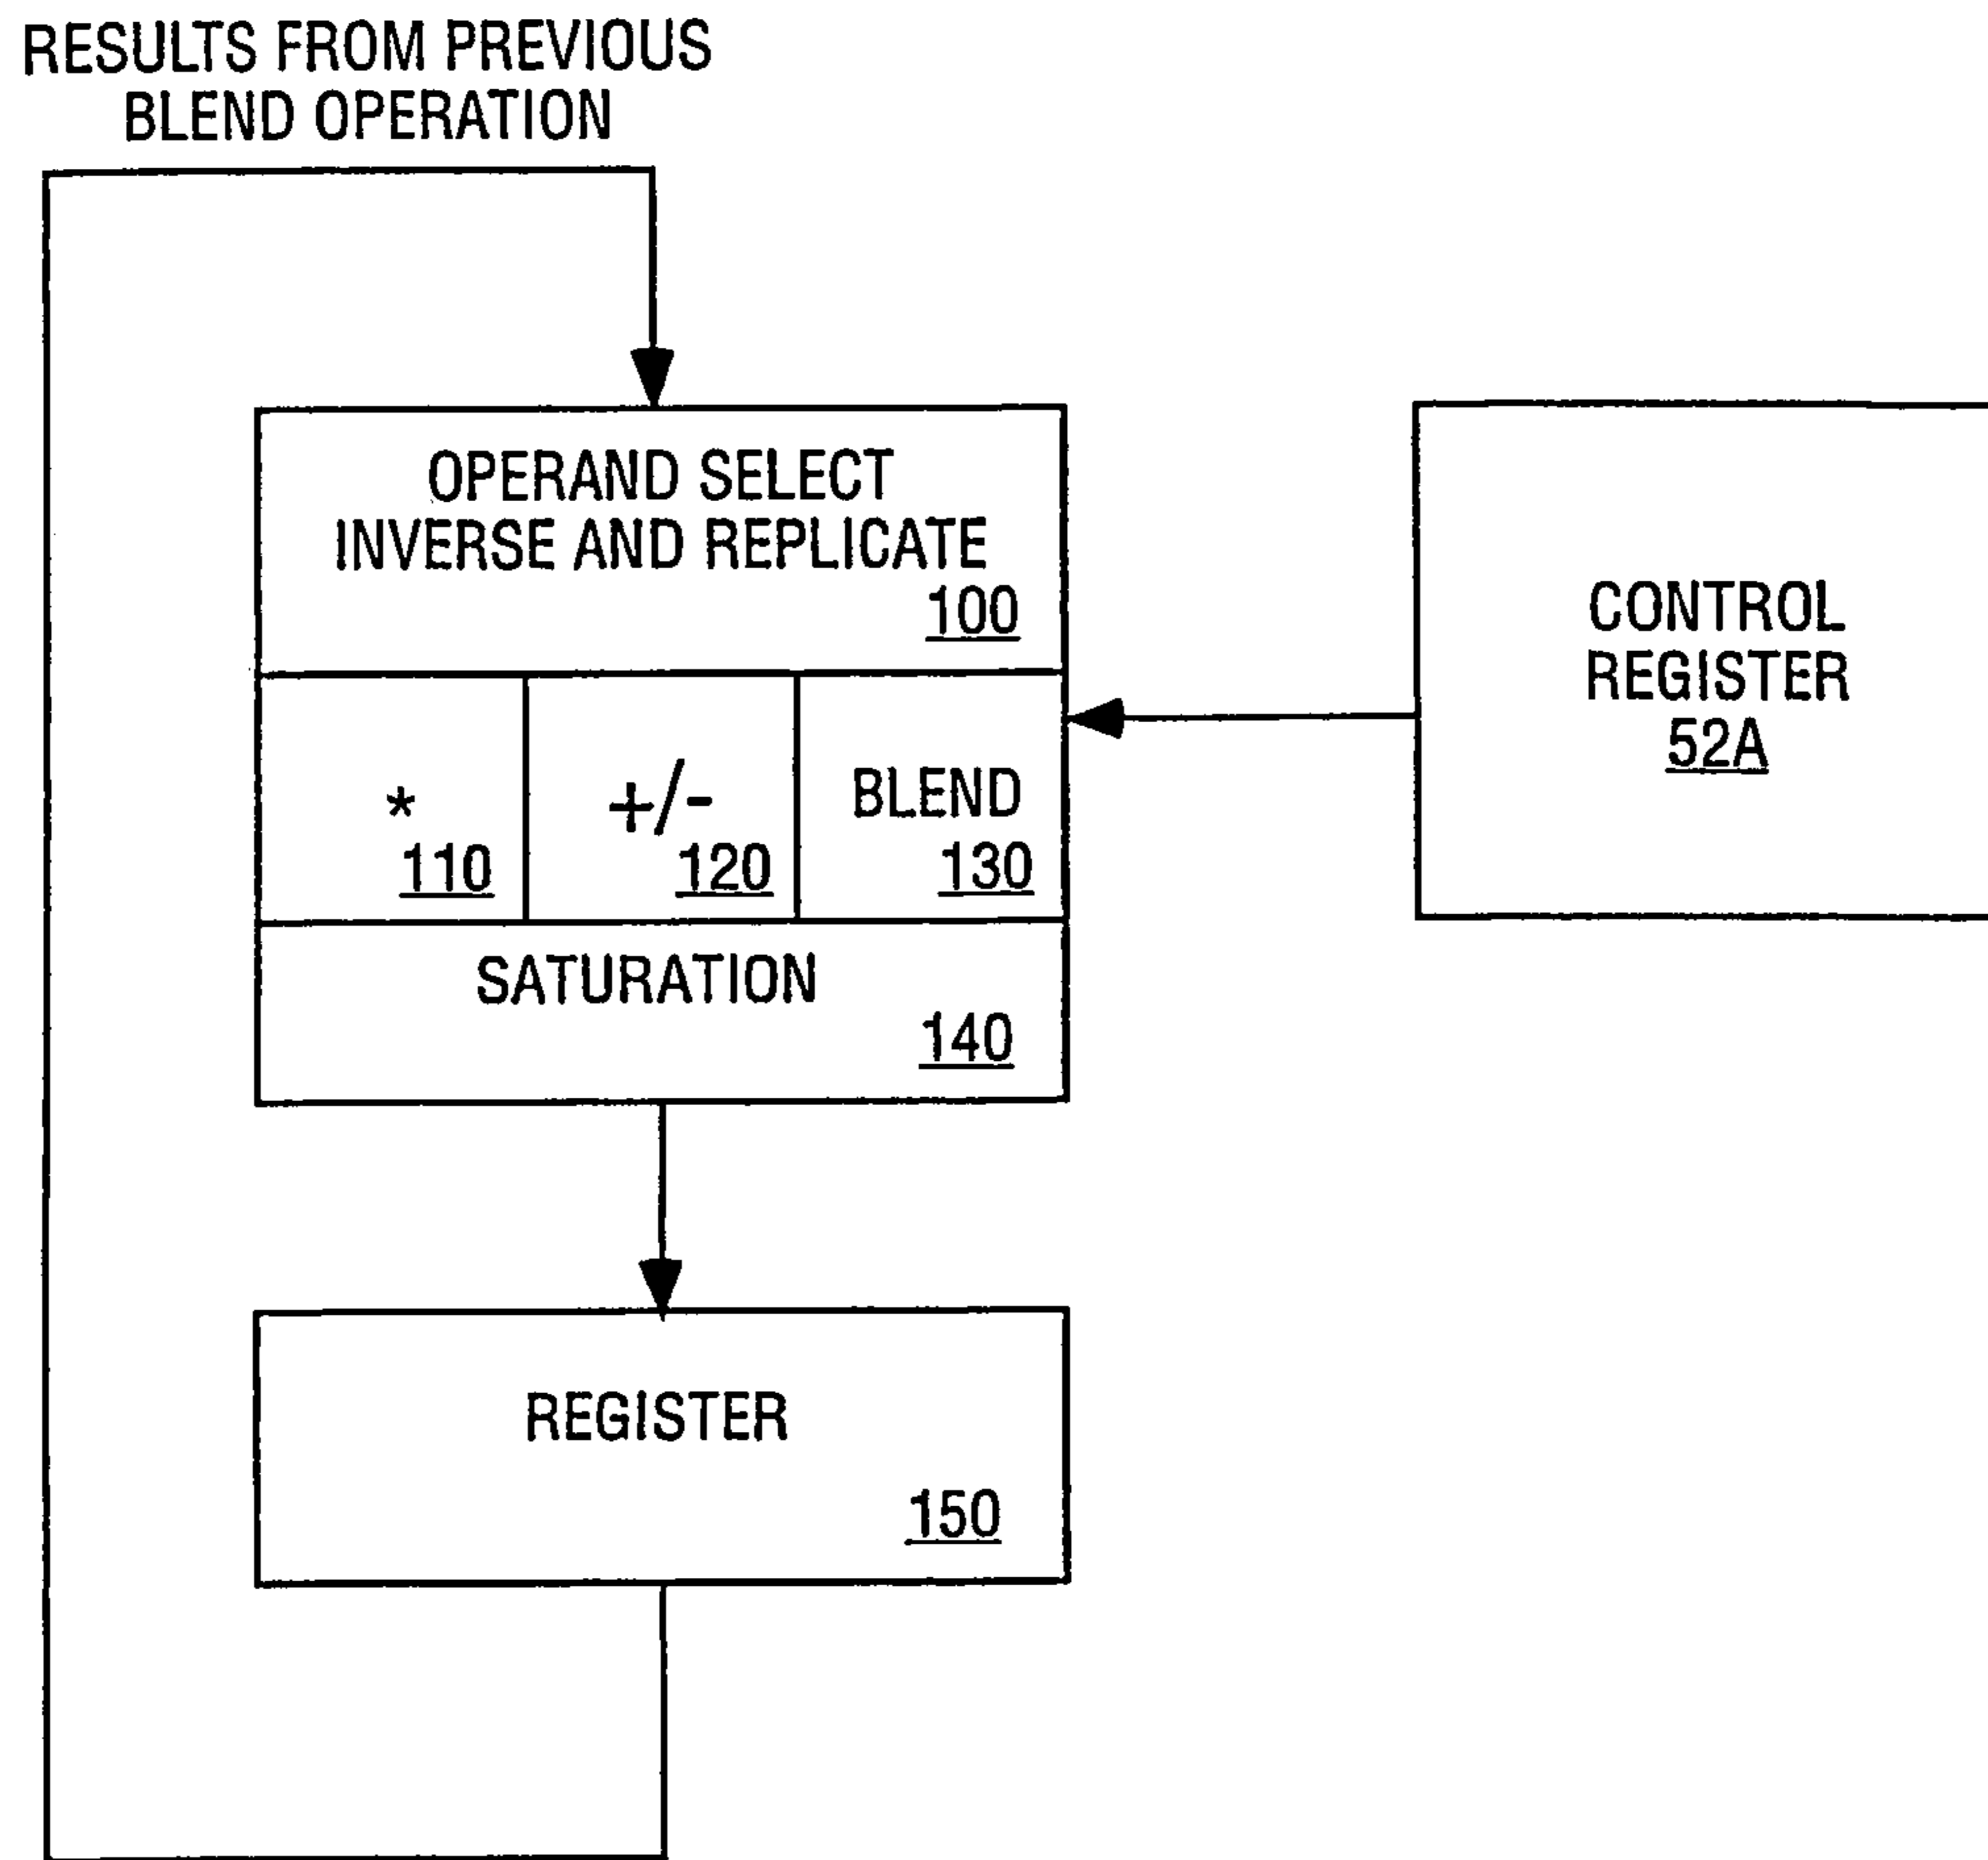 RESULTS FROM PREVIOUS
BLEND OPERATION
OPERAND SELECT
INVERSE AND REPLICATE
100
*
110
+/-
120
BLEND
130
SATURATION
140
CONTROL
REGISTER
52A
REGISTER
150